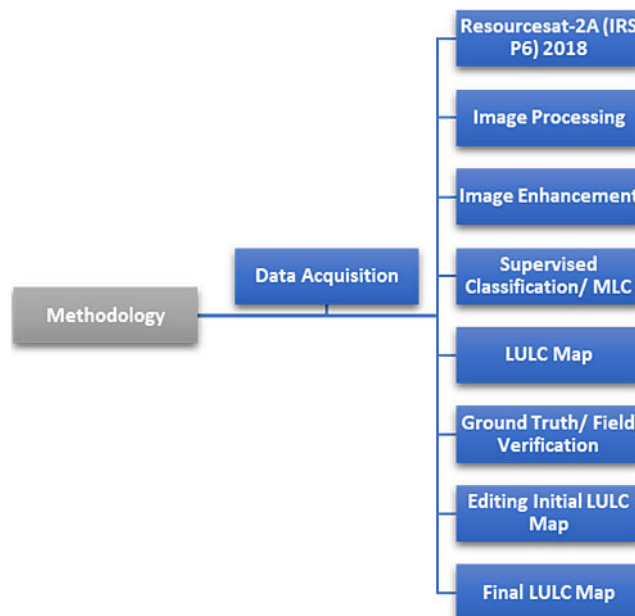 Resourcesat-2A (IRS
P6) 2018
Image Processing
Image Enhancement
Data Acquisition
Supervised
Classification/ MLC
Methodology
LULC Map
Ground Truth/ Field
Verification
Editing Initial LULC
Map
Final LULC Map